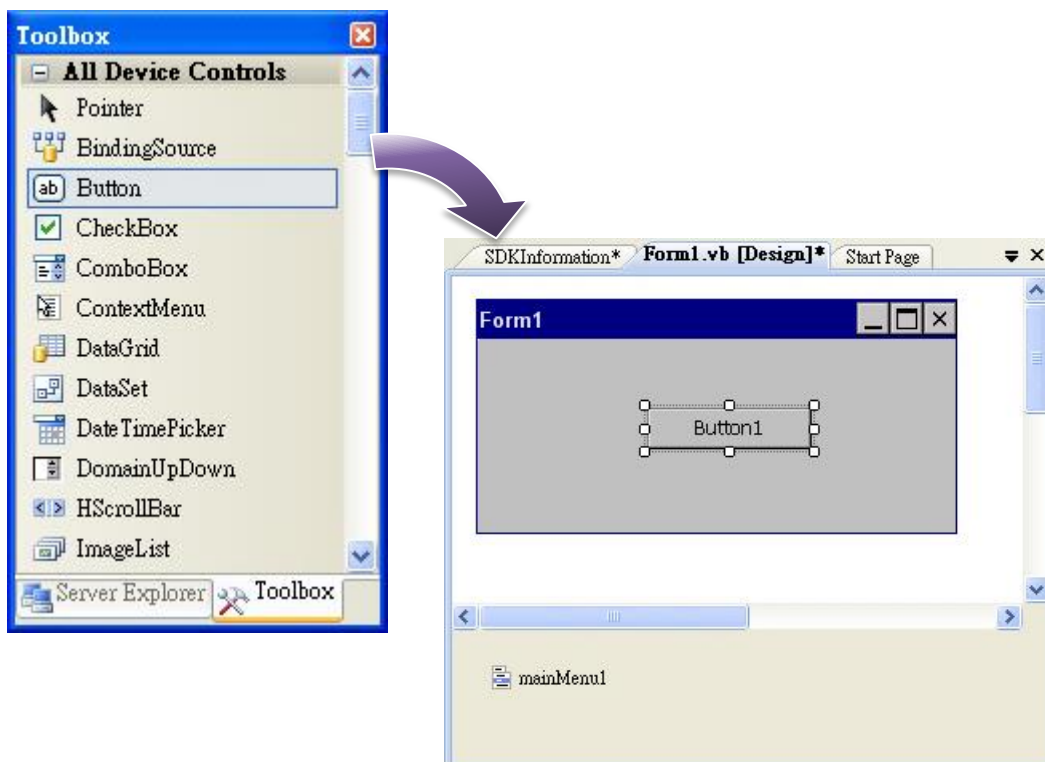 Toolbox
All Device Controls
Pointer
BindingSource
ab Button
CheckBox
ComboBox
ContextMenu
DataGrid
DataSet
DateTimePicker
DomainUpDown
HScrollBar
ImageList
Server Explorer Toolbox
SDKInformation* Form1.vb [Design]* Start Page
Form1
Button1
mainMenu1